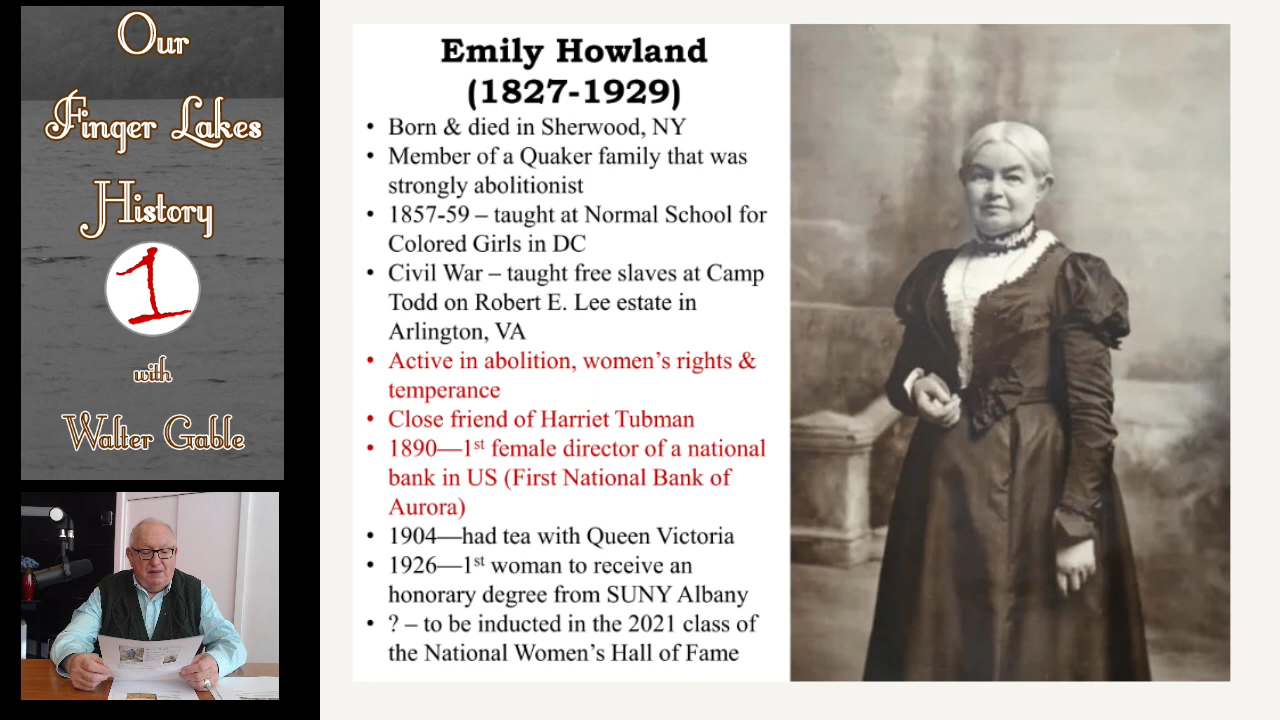 Our
Finger Lakes
History
1
with
Walter Gable
Emily Howland
(1827-1929)
• Born & died in Sherwood, NY
• Member of a Quaker family that was
strongly abolitionist
• 1857-59 – taught at Normal School for
Colored Girls in DC
• Civil War – taught free slaves at Camp
Todd on Robert E. Lee estate in
Arlington, VA
• Active in abolition, women’s rights &
temperance
• Close friend of Harriet Tubman
• 1890—1st female director of a national
bank in US (First National Bank of
Aurora)
• 1904—had tea with Queen Victoria
• 1926—1st woman to receive an
honorary degree from SUNY Albany
• ? – to be inducted in the 2021 class of
the National Women’s Hall of Fame